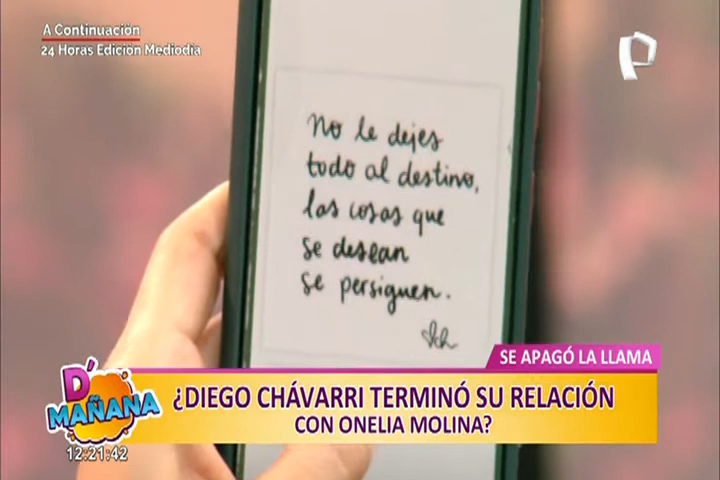 A Continuación
24 Horas Edición Mediodía
P
No le dejes
todo al destino,
las cosas que
se desean
se persiguen.
SE APAGÓ LA LLAMA
D'
MAÑANA
¿DIEGO CHÁVARRI TERMINÓ SU RELACIÓN
CON ONELIA MOLINA?
12:21:42